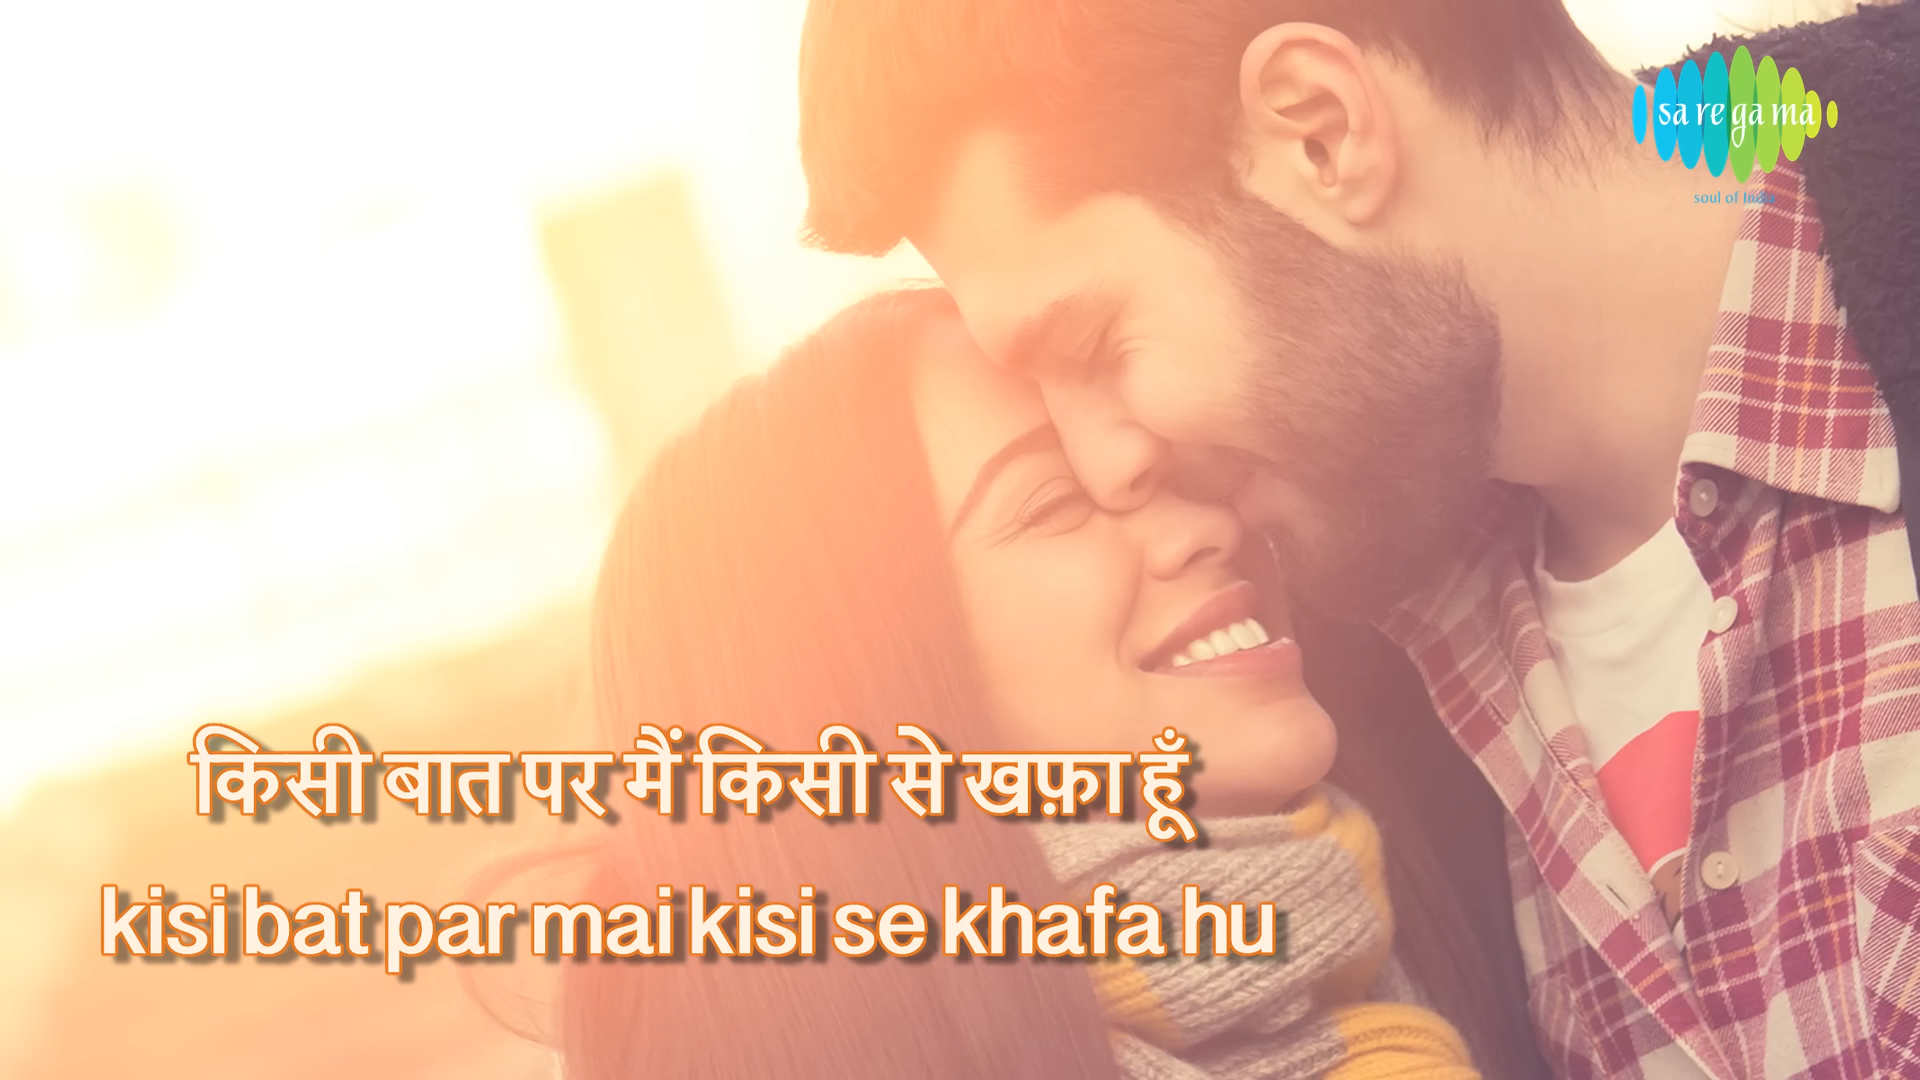 sa re ga ma
soul of India
किसी बात पर मैं किसी से खफ़ा हूँ
kisi bat par mai kisi se khafa hu